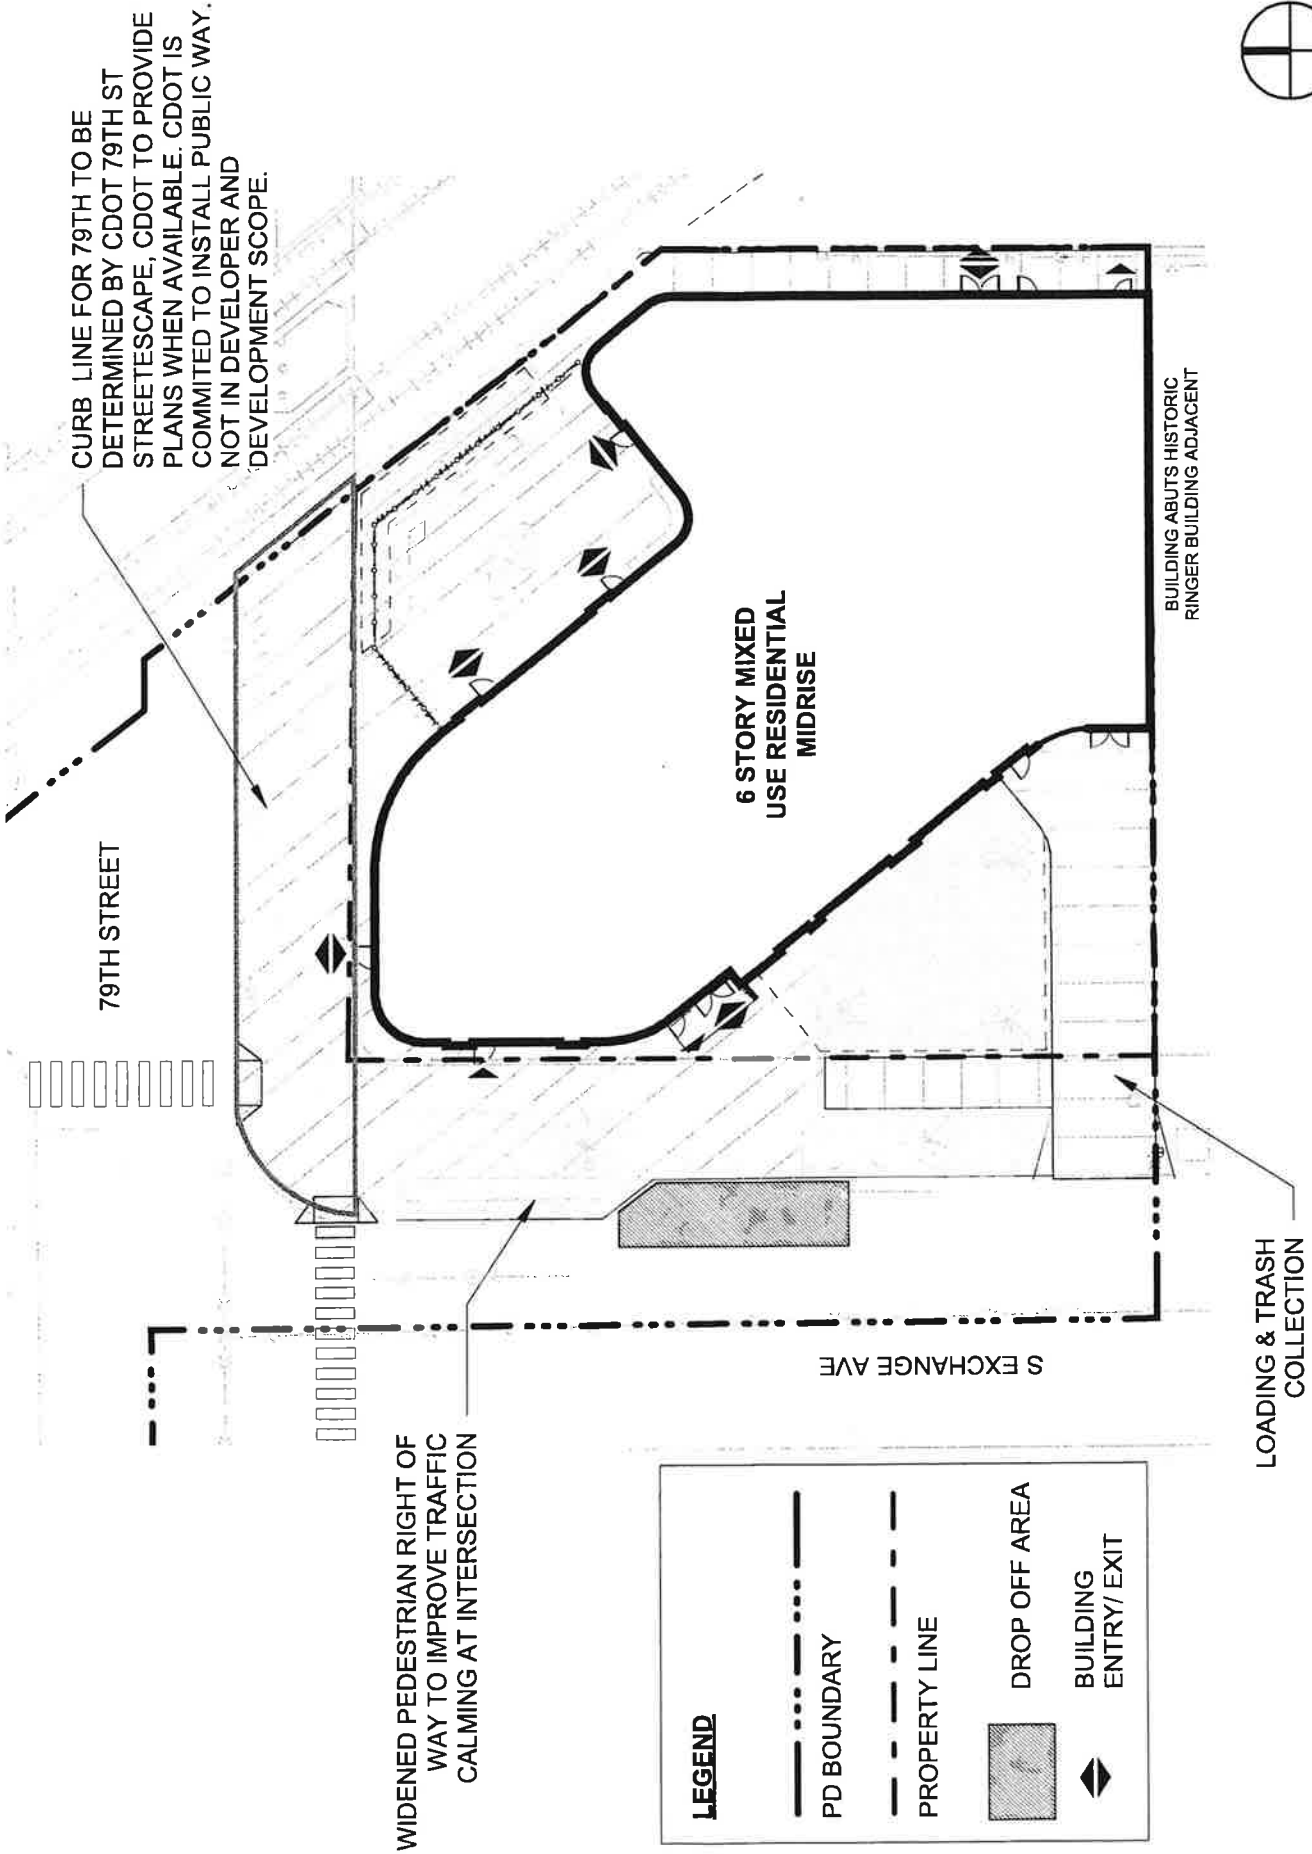 CURB LINE FOR 79TH TO BE
DETERMINED BY CDOT 79TH ST
STREETESCAPE, CDOT TO PROVIDE
PLANS WHEN AVAILABLE. CDOT IS
COMMITED TO INSTALL PUBLIC WAY.
NOT IN DEVELOPER AND
DEVELOPMENT SCOPE.
79TH STREET
WIDENED PEDESTRIAN RIGHT OF
WAY TO IMPROVE TRAFFIC
CALMING AT INTERSECTION
6 STORY MIXED
USE RESIDENTIAL
MIDRISE
BUILDING ABUTS HISTORIC
RINGER BUILDING ADJACENT
S EXCHANGE AVE
LOADING & TRASH
COLLECTION
LEGEND
PD BOUNDARY
PROPERTY LINE
DROP OFF AREA
BUILDING
ENTRY/ EXIT